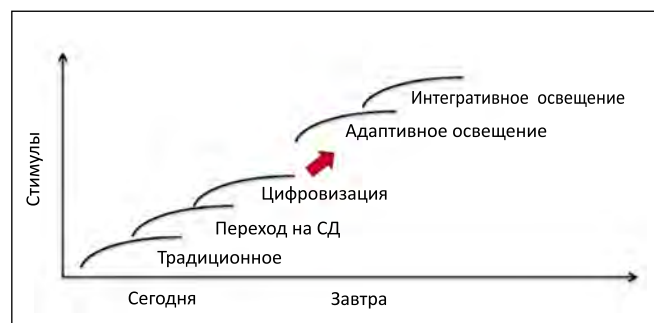 Стимулы
Интегративное освещение
Адаптивное освещение
Цифровизация
Переход на СД
Традиционное
Сегодня
Завтра